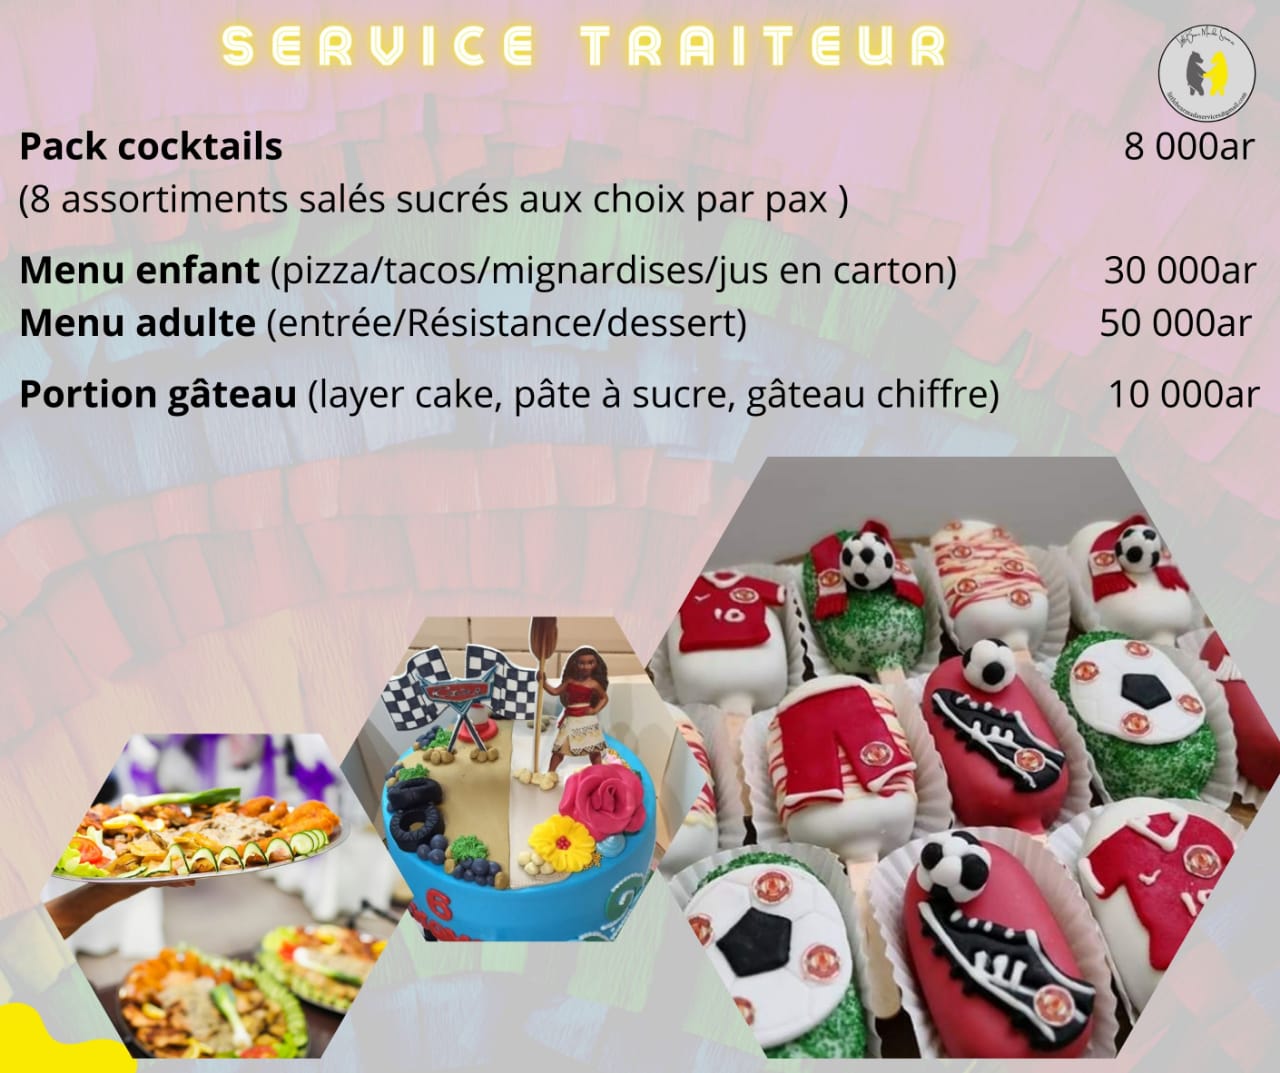 SERVICE TRAITEUR
Pack cocktails 8 000ar
(8 assortiments salés sucrés aux choix par pax )
Menu enfant (pizza/tacos/mignardises/jus en carton) 30 000ar
Menu adulte (entrée/Résistance/dessert) 50 000ar
Portion gâteau (layer cake, pâte à sucre, gâteau chiffre) 10 000ar
6